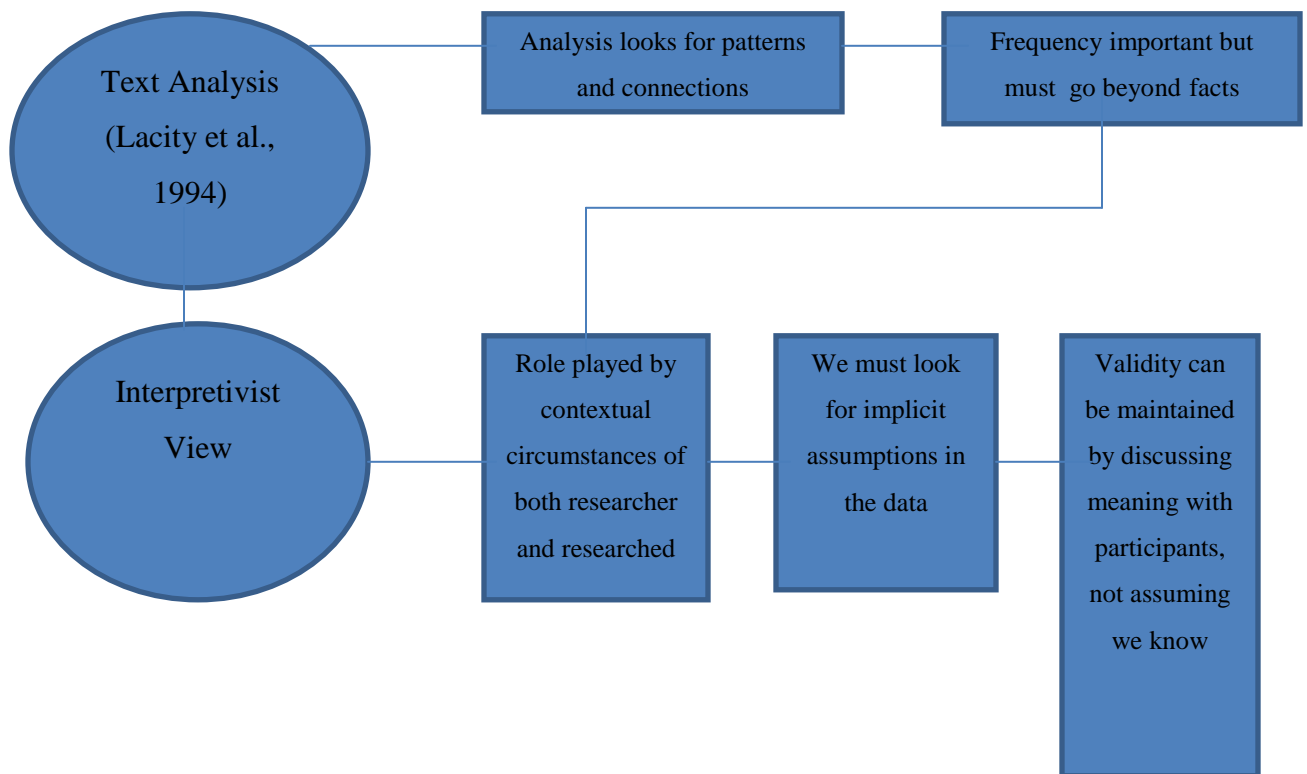 Text Analysis
(Lacity et al.,
1994)
Analysis looks for patterns
and connections
Frequency important but
must  go beyond facts
Interpretivist
View
Role played by
contextual
circumstances of
both researcher
and researched
We must look
for implicit
assumptions in
the data
Validity can
be maintained
by discussing
meaning with
participants,
not assuming
we know